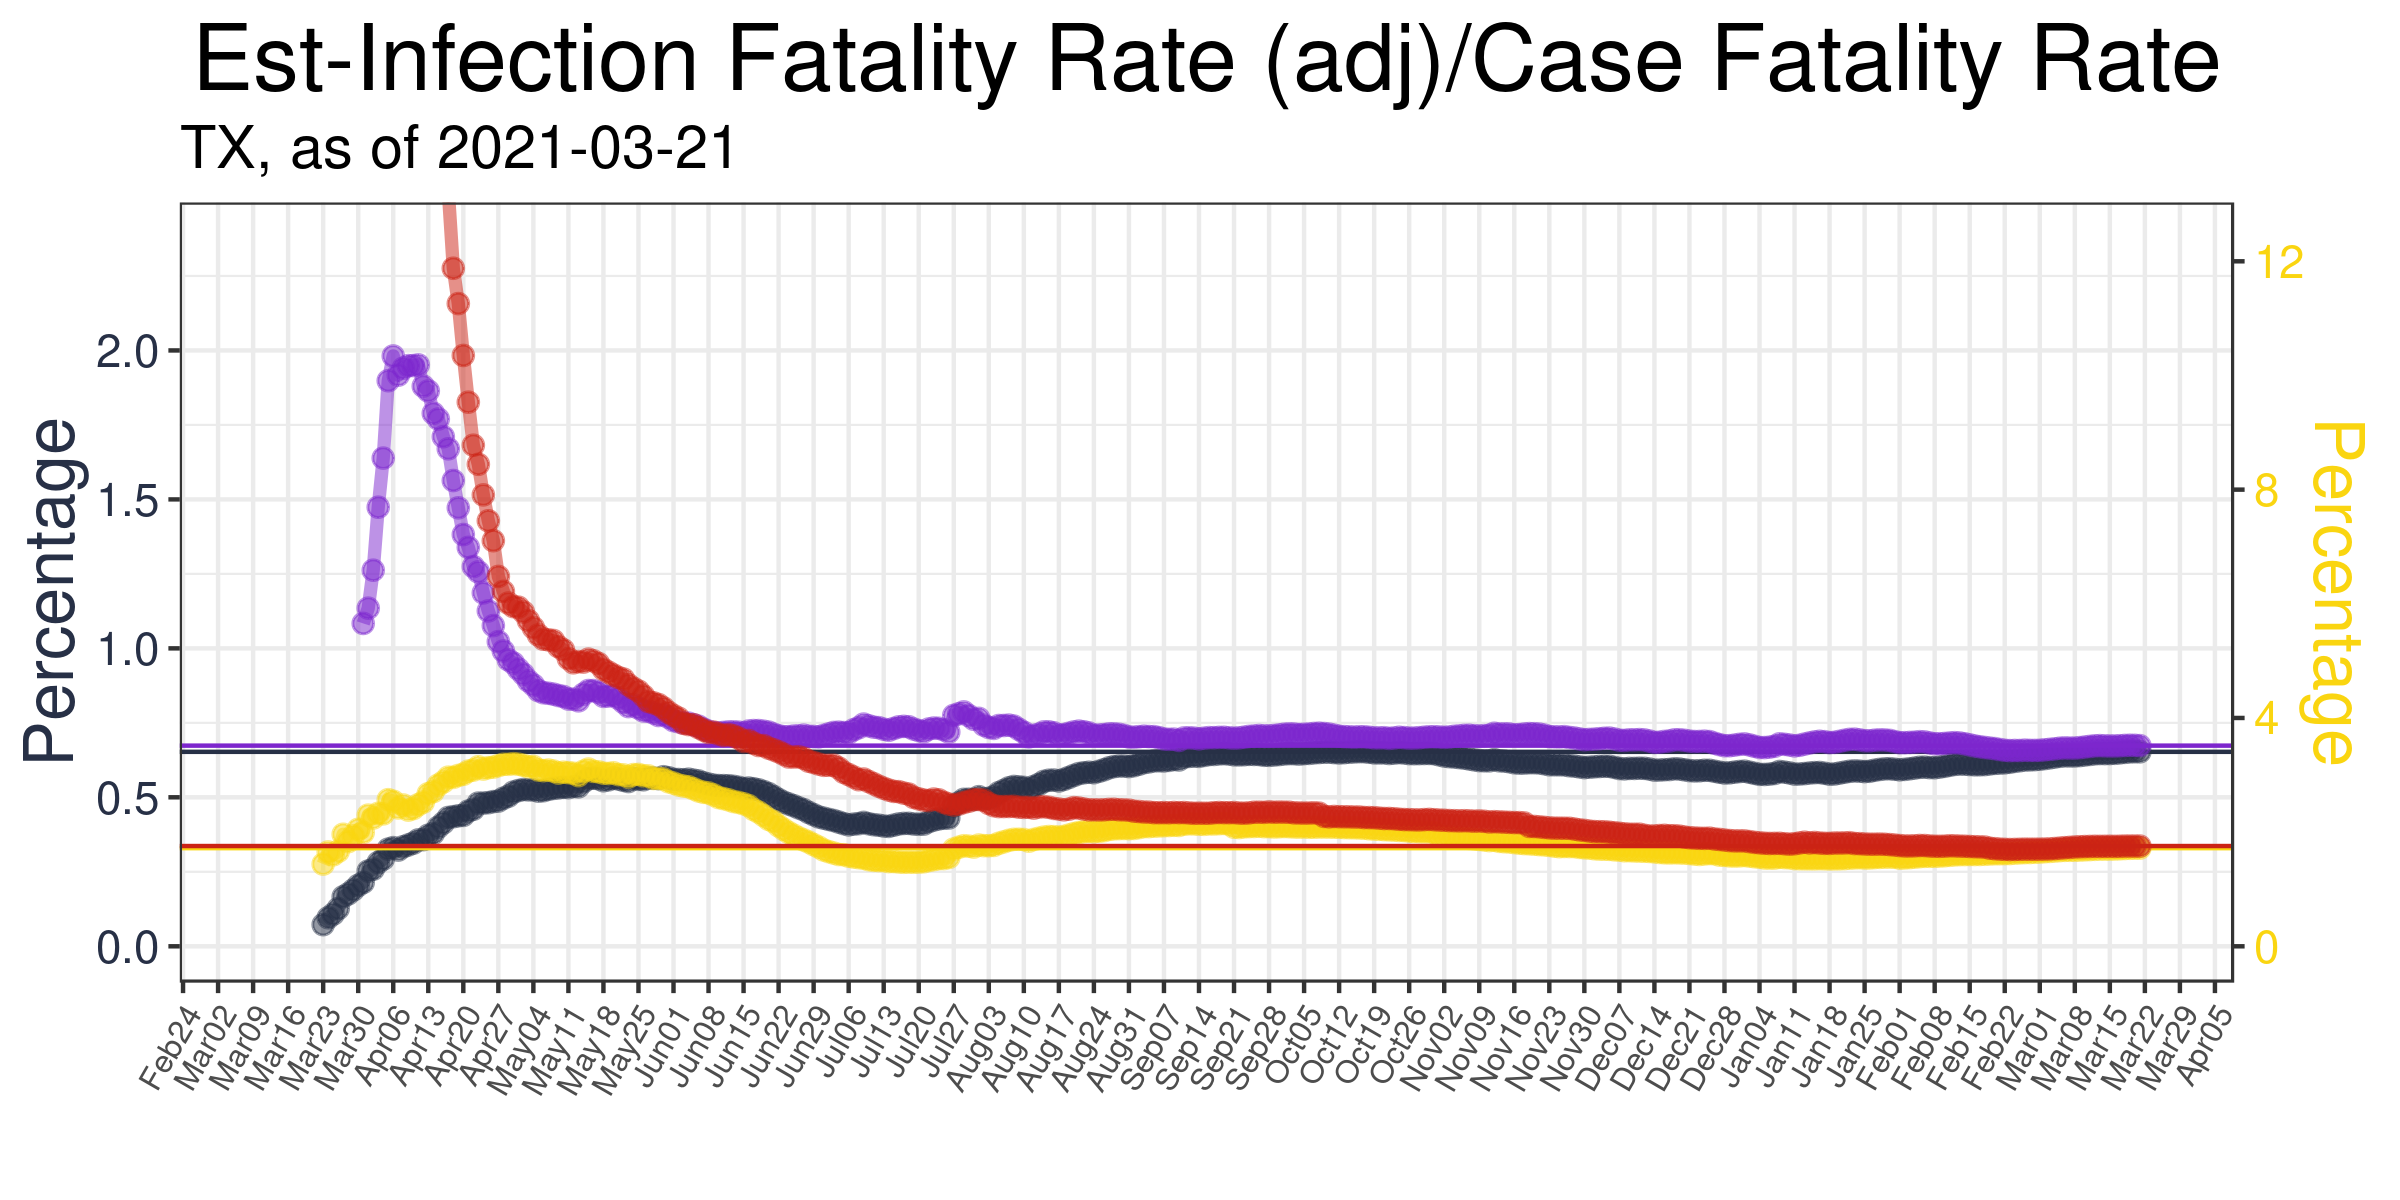 Est-Infection Fatality Rate (adj)/Case Fatality Rate
TX, as of 2021-03-21
Percentage
2.0
1.5
1.0
0.5
0.0
12
8
4
0
Percentage
Feb24
Mar02
Mar09
Mar16
Mar23
Mar30
Apr06
Apr13
Apr20
Apr27
May04
May11
May18
May25
Jun01
Jun08
Jun15
Jun22
Jun29
Jul06
Jul13
Jul20
Jul27
Aug03
Aug10
Aug17
Aug24
Aug31
Sep07
Sep14
Sep21
Sep28
Oct05
Oct12
Oct19
Oct26
Nov02
Nov09
Nov16
Nov23
Nov30
Dec07
Dec14
Dec21
Dec28
Jan04
Jan11
Jan18
Jan25
Feb01
Feb08
Feb15
Feb22
Mar01
Mar08
Mar15
Mar22
Mar29
Apr05